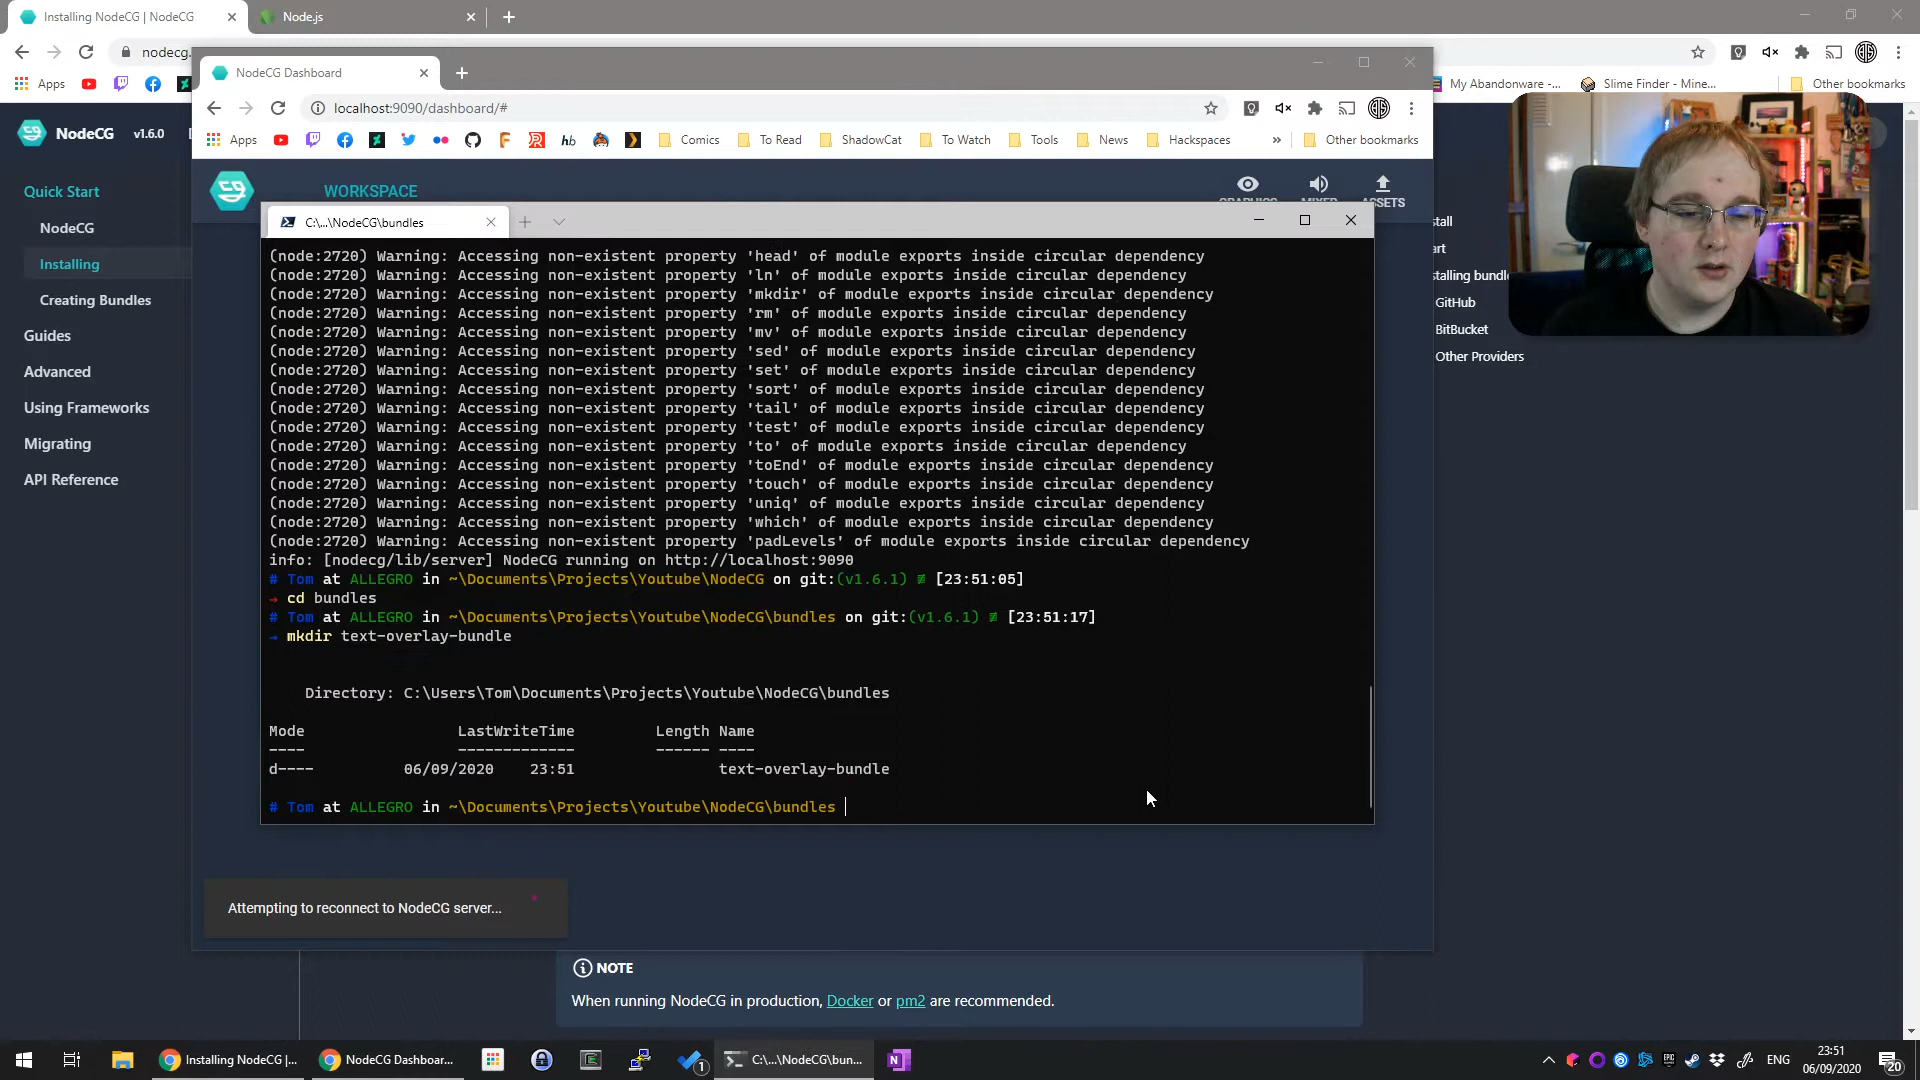 Installing NodeCG | NodeCG
Node.js
nodecg.
Apps
My Abandonware -...
Slime Finder - Mine...
Other bookmarks
NodeCG Dashboard
localhost:9090/dashboard/#
Apps
Comics
To Read
ShadowCat
To Watch
Tools
News
Hackspaces
»
Other bookmarks
NodeCG v1.6.0
Quick Start
NodeCG
Installing
Creating Bundles
Guides
Advanced
Using Frameworks
Migrating
API Reference
WORKSPACE
ASSETS
C:\...\NodeCG\bundles
(node:2720) Warning: Accessing non-existent property 'head' of module exports inside circular dependency
(node:2720) Warning: Accessing non-existent property 'ln' of module exports inside circular dependency
(node:2720) Warning: Accessing non-existent property 'mkdir' of module exports inside circular dependency
(node:2720) Warning: Accessing non-existent property 'rm' of module exports inside circular dependency
(node:2720) Warning: Accessing non-existent property 'mv' of module exports inside circular dependency
(node:2720) Warning: Accessing non-existent property 'sed' of module exports inside circular dependency
(node:2720) Warning: Accessing non-existent property 'set' of module exports inside circular dependency
(node:2720) Warning: Accessing non-existent property 'sort' of module exports inside circular dependency
(node:2720) Warning: Accessing non-existent property 'tail' of module exports inside circular dependency
(node:2720) Warning: Accessing non-existent property 'test' of module exports inside circular dependency
(node:2720) Warning: Accessing non-existent property 'to' of module exports inside circular dependency
(node:2720) Warning: Accessing non-existent property 'toEnd' of module exports inside circular dependency
(node:2720) Warning: Accessing non-existent property 'touch' of module exports inside circular dependency
(node:2720) Warning: Accessing non-existent property 'uniq' of module exports inside circular dependency
(node:2720) Warning: Accessing non-existent property 'which' of module exports inside circular dependency
(node:2720) Warning: Accessing non-existent property 'padLevels' of module exports inside circular dependency
info: [nodecg/lib/server] NodeCG running on http://localhost:9090
# Tom at ALLEGRO in ~\Documents\Projects\Youtube\NodeCG on git:(v1.6.1) ≢ [23:51:05]
→ cd bundles
# Tom at ALLEGRO in ~\Documents\Projects\Youtube\NodeCG\bundles on git:(v1.6.1) ≢ [23:51:17]
→ mkdir text-overlay-bundle
Directory: C:\Users\Tom\Documents\Projects\Youtube\NodeCG\bundles
Mode LastWriteTime Length Name
---- ------------- ------ ----
d---- 06/09/2020 23:51 text-overlay-bundle
# Tom at ALLEGRO in ~\Documents\Projects\Youtube\NodeCG\bundles
stall
art
stalling bundl
GitHub
BitBucket
Other Providers
Attempting to reconnect to NodeCG server...
NOTE
When running NodeCG in production, Docker or pm2 are recommended.
Installing NodeCG |...
NodeCG Dashboar...
1
C:\...\NodeCG\bun...
ENG
23:51
06/09/2020
20